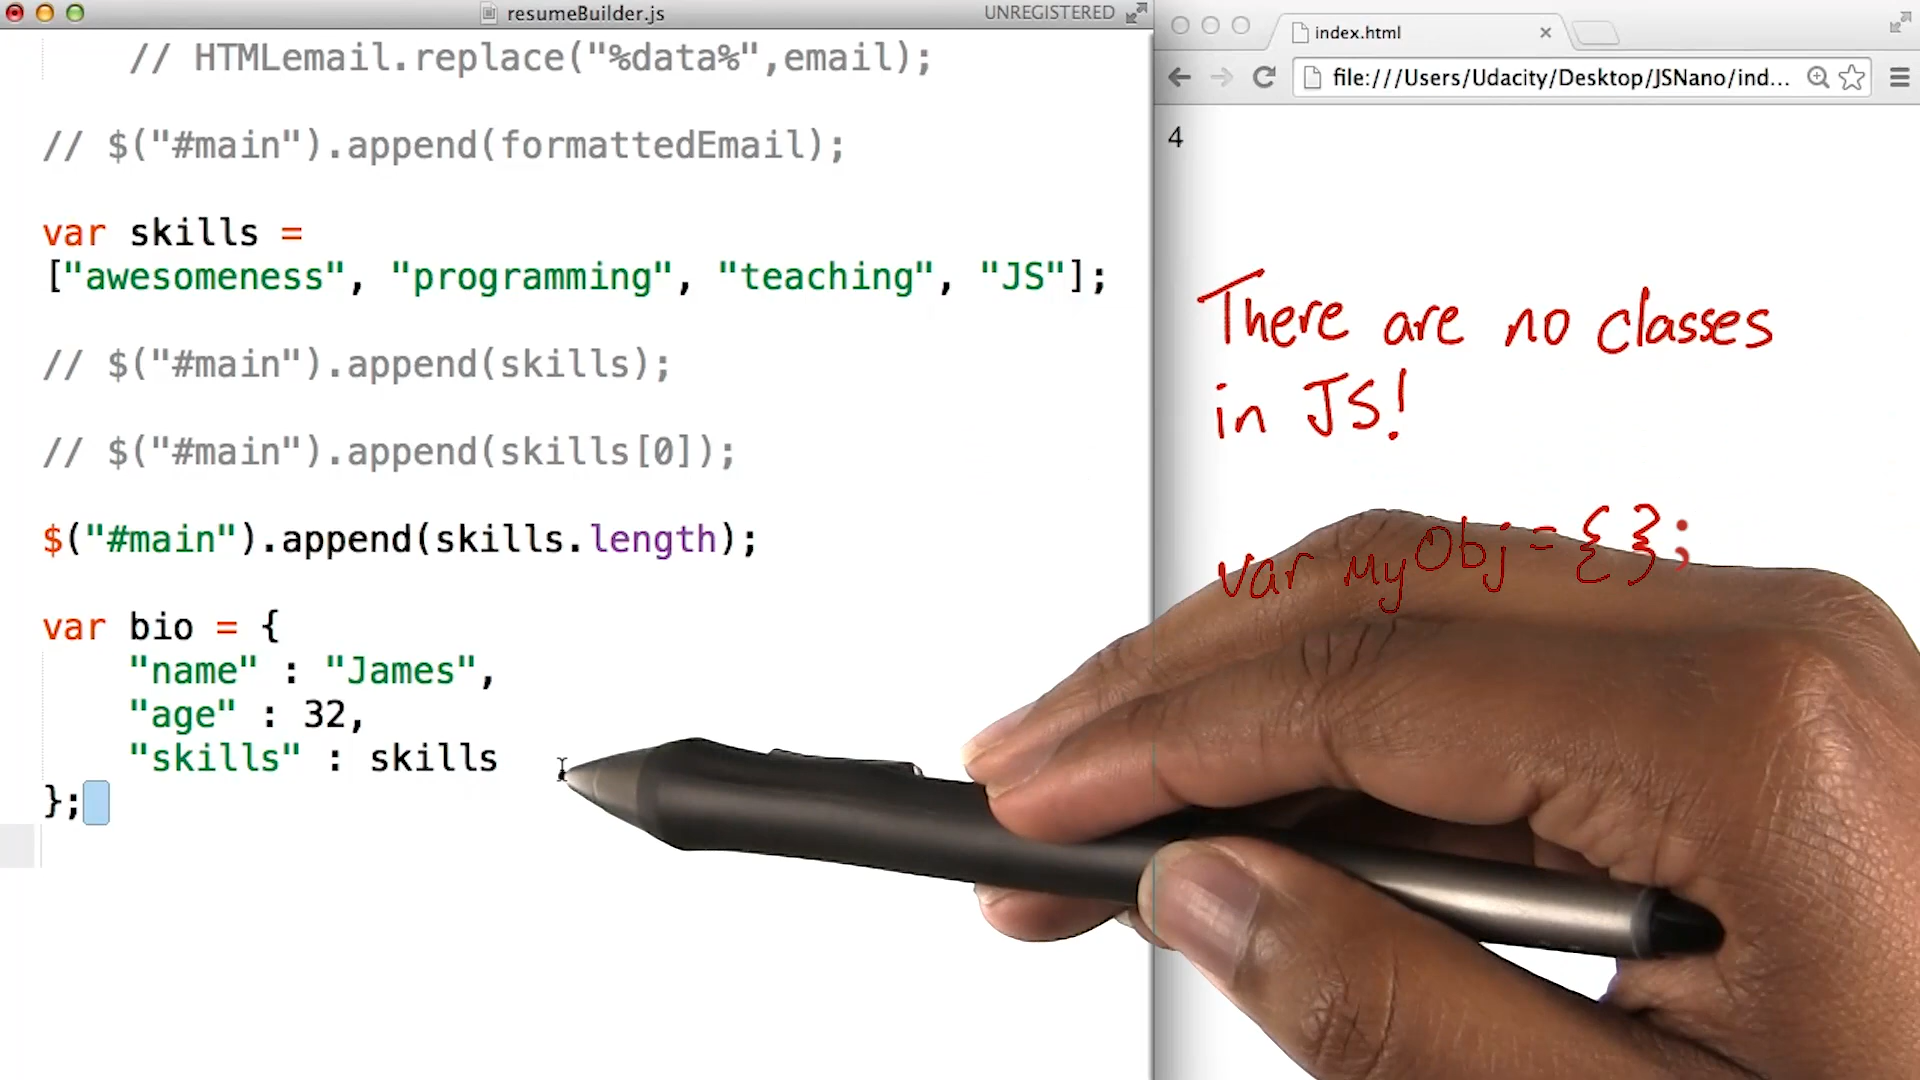 resumeBuilder.js
UNREGISTERED
// HTMLemail.replace("%data%",email);
// $("#main").append(formattedEmail);
var skills =
["awesomeness", "programming", "teaching", "JS"];
// $("#main").append(skills);
// $("#main").append(skills[0]);
$("#main").append(skills.length);
var bio = {
"name" : "James",
"age" : 32,
"skills" : skills
};
index.html
file:///Users/Udacity/Desktop/JSNano/ind...
4
There are no classes
in JS!
var myObj = { };